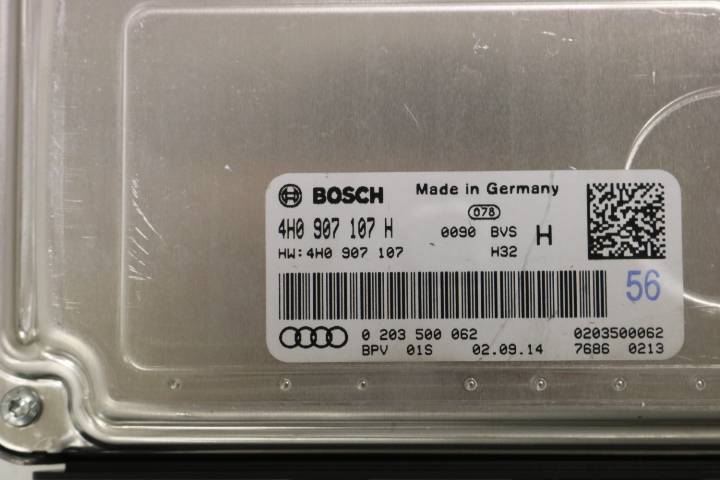 BOSCH Made in Germany
078
4H0 907 107 H 0090 BVS H
HW:4H0 907 107 H32
56
0 203 500 062 0203500062
BPV 01S 02.09.14 7686 0213